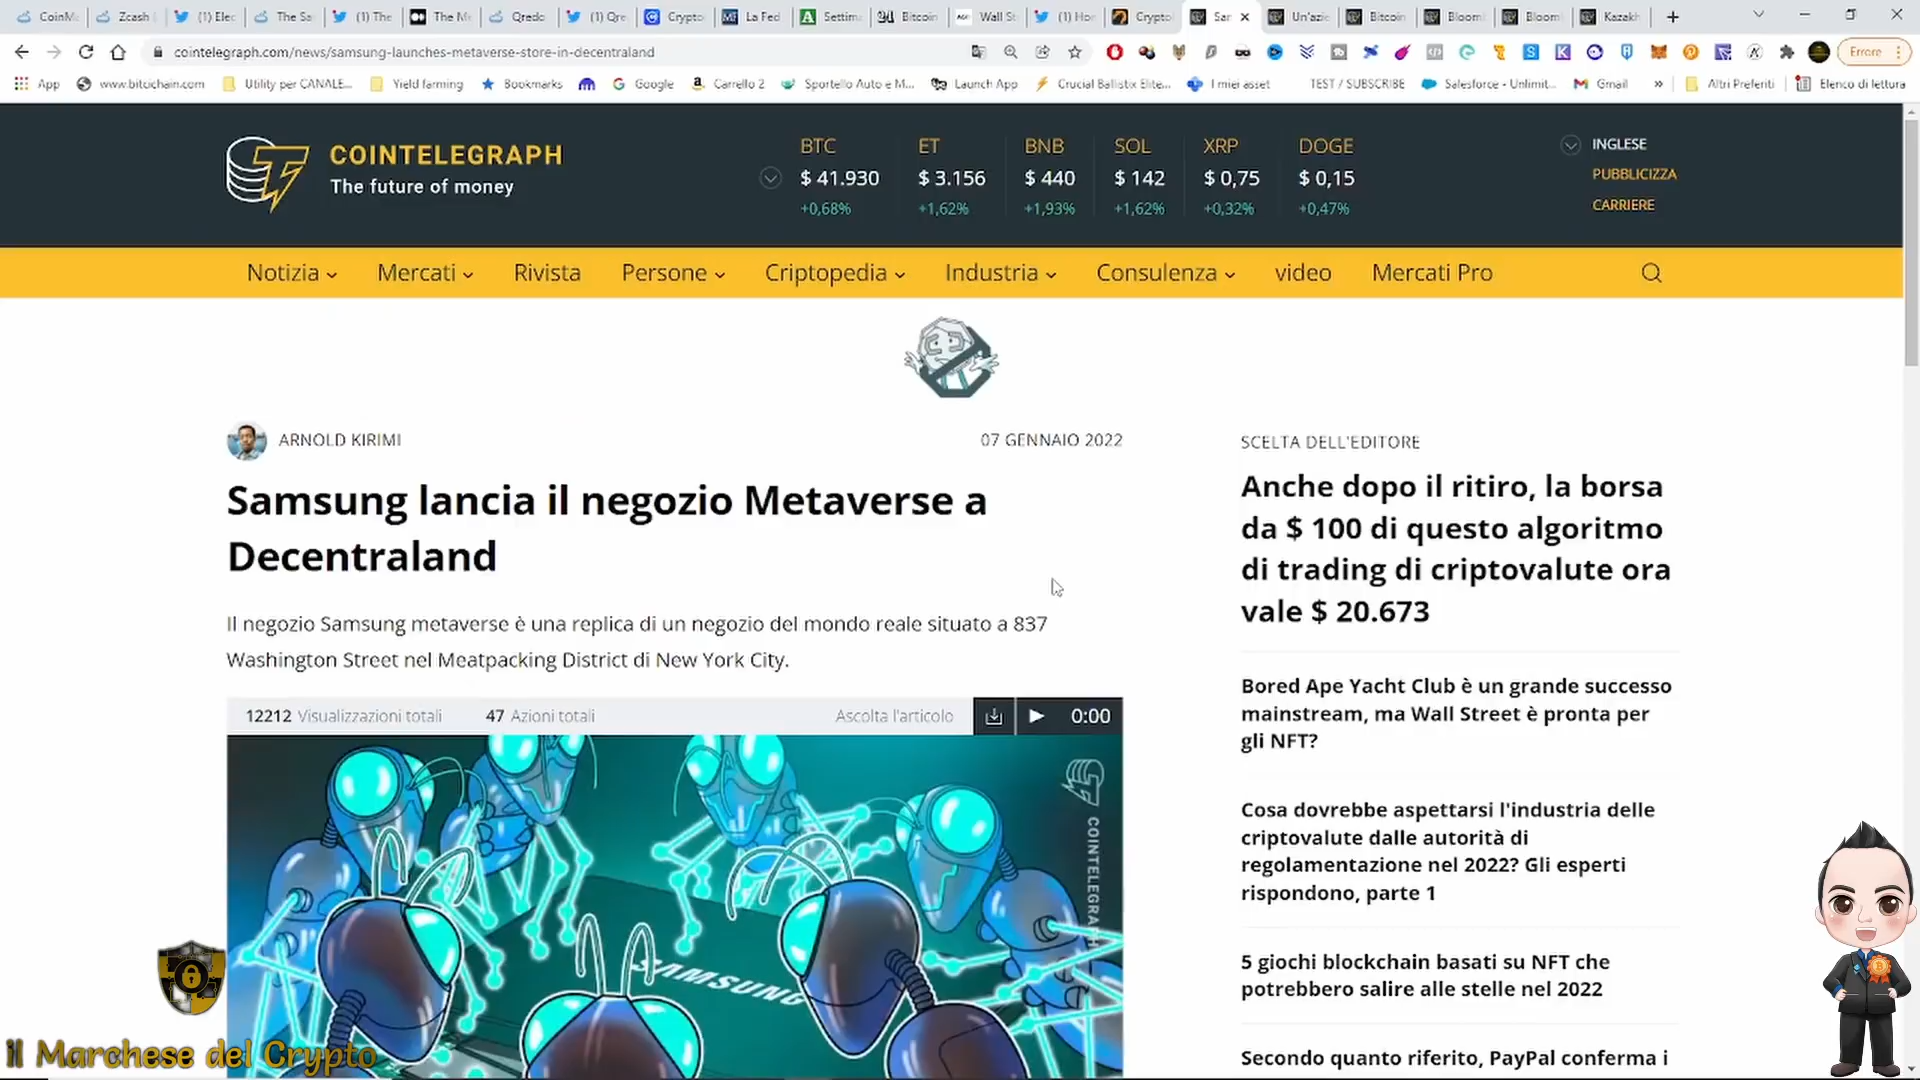 CoinM
Zcash
(1) Elec
The Sa
(1) The
The Me
Qredo
(1) Qre
Crypto
La Fed
Settim
Bitcoin
Wall St
(1) Hor
Crypto
Sam
Un'azie
Bitcoin
Bloom
Bloom
Kazakh
cointelegraph.com/news/samsung-launches-metaverse-store-in-decentraland
Errore
App
www.bitcichain.com
Utility per CANALE...
Yield farming
Bookmarks
Google
Carrello 2
Sportello Auto e M...
Launch App
Crucial Ballistix Elite...
I miei asset
TEST / SUBSCRIBE
Salesforce - Unlimit...
Gmail
»
Altri Preferiti
Elenco di lettura
COINTELEGRAPH
The future of money
BTC
$ 41.930
+0,68%
ET
$ 3.156
+1,62%
BNB
$ 440
+1,93%
SOL
$ 142
+1,62%
XRP
$ 0,75
+0,32%
DOGE
$ 0,15
+0,47%
INGLESE
PUBBLICIZZA
CARRIERE
Notizia
Mercati
Rivista
Persone
Criptopedia
Industria
Consulenza
video
Mercati Pro
ARNOLD KIRIMI
07 GENNAIO 2022
Samsung lancia il negozio Metaverse a
Decentraland
Il negozio Samsung metaverse è una replica di un negozio del mondo reale situato a 837
Washington Street nel Meatpacking District di New York City.
12212 Visualizzazioni totali
47 Azioni totali
Ascolta l'articolo
0:00
COINTELEGRAPH
SAMSUNG
SCELTA DELL'EDITORE
Anche dopo il ritiro, la borsa
da $ 100 di questo algoritmo
di trading di criptovalute ora
vale $ 20.673
Bored Ape Yacht Club è un grande successo
mainstream, ma Wall Street è pronta per
gli NFT?
Cosa dovrebbe aspettarsi l'industria delle
criptovalute dalle autorità di
regolamentazione nel 2022? Gli esperti
rispondono, parte 1
5 giochi blockchain basati su NFT che
potrebbero salire alle stelle nel 2022
Secondo quanto riferito, PayPal conferma i
il Marchese del Crypto